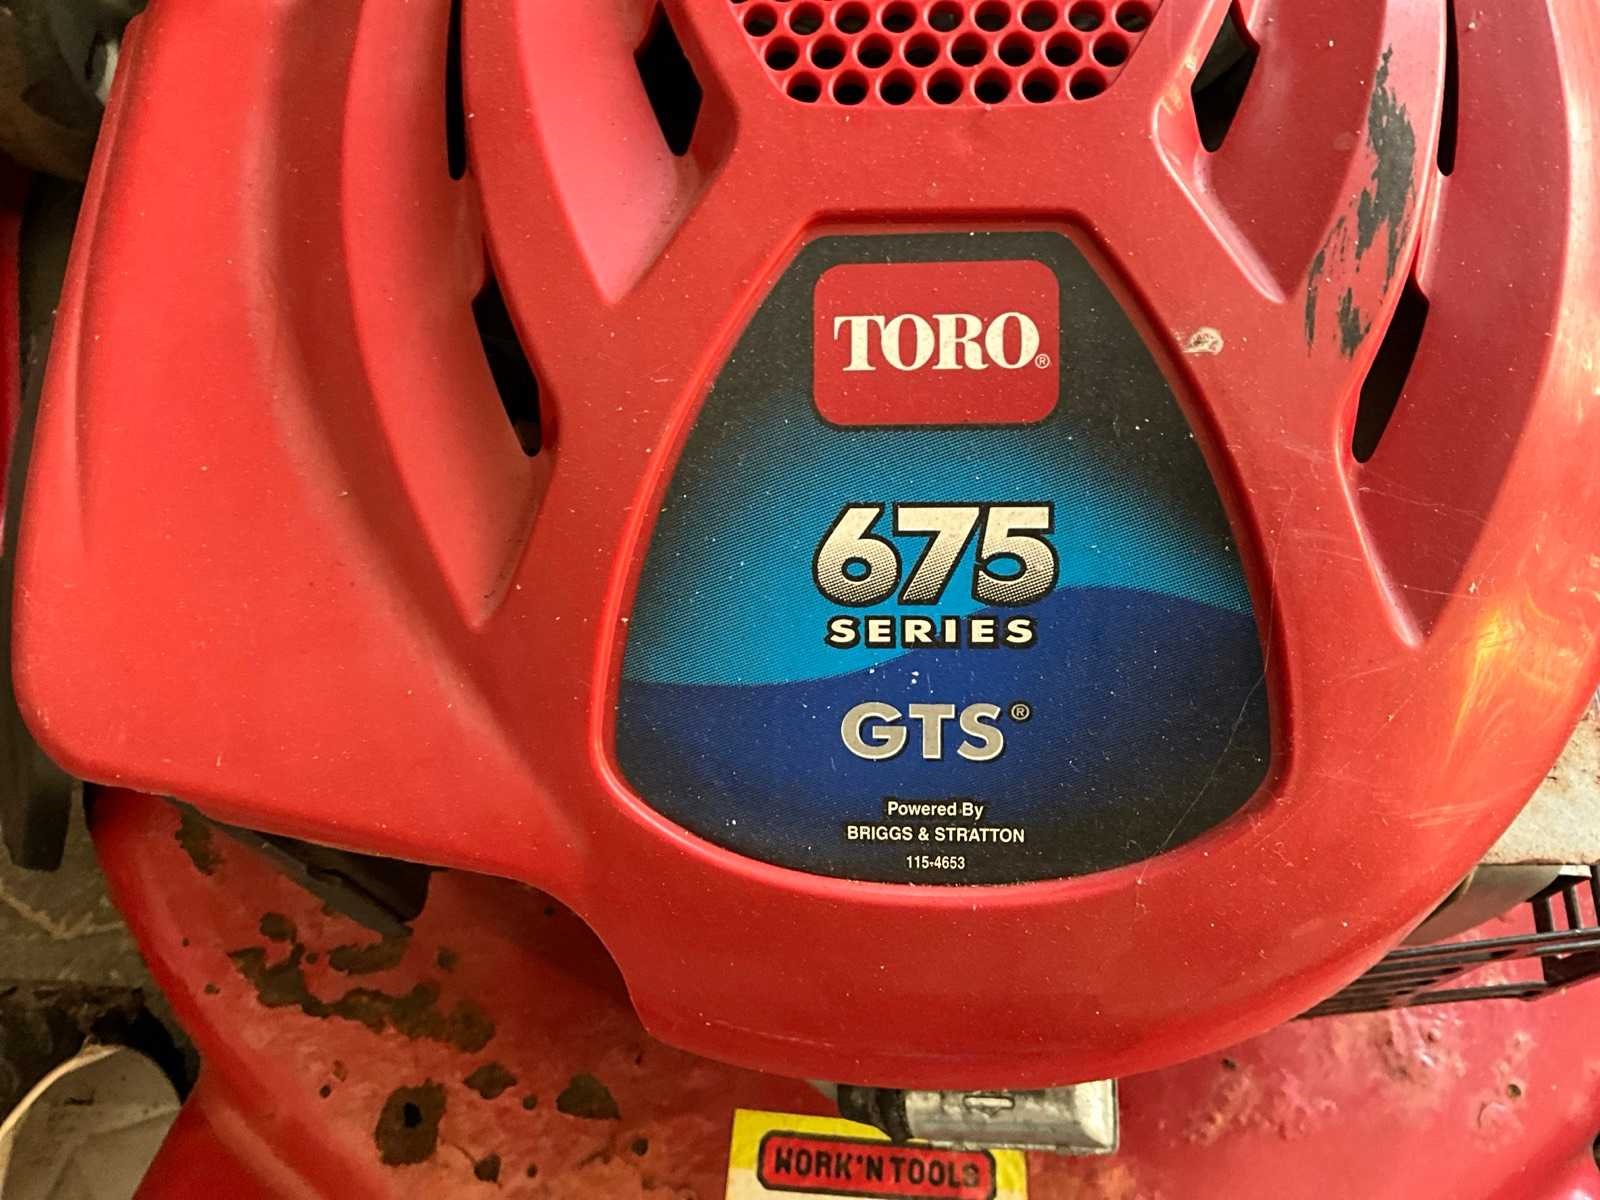 TORO®
675
SERIES
GTS®
Powered By
BRIGGS & STRATTON
115-4653
WORK'N TOOLS